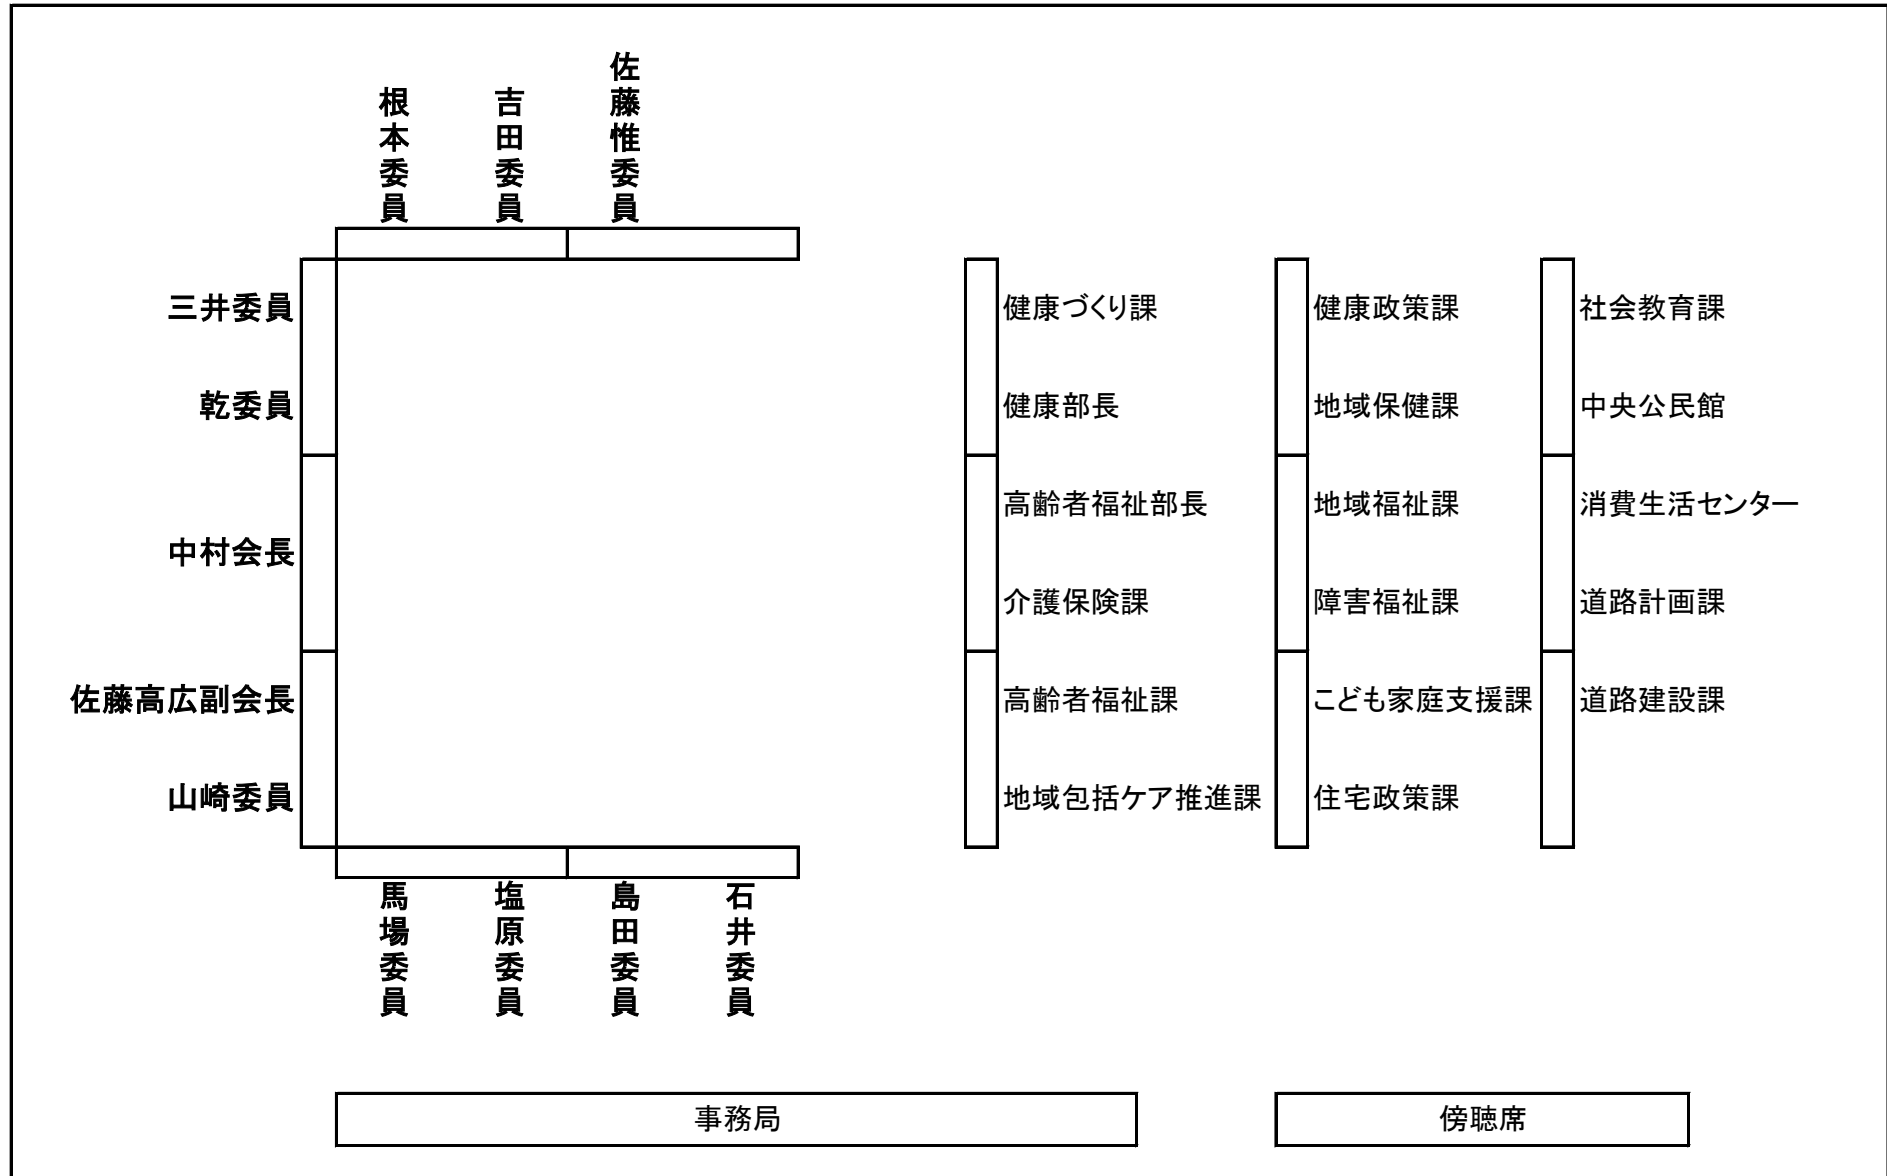 根本委員
吉田委員
佐藤惟委員
三井委員
乾委員
中村会長
佐藤高広副会長
山崎委員
馬場委員
塩原委員
島田委員
石井委員
健康づくり課
健康部長
高齢者福祉部長
介護保険課
高齢者福祉課
地域包括ケア推進課
健康政策課
地域保健課
地域福祉課
障害福祉課
こども家庭支援課
住宅政策課
社会教育課
中央公民館
消費生活センター
道路計画課
道路建設課
事務局
傍聴席